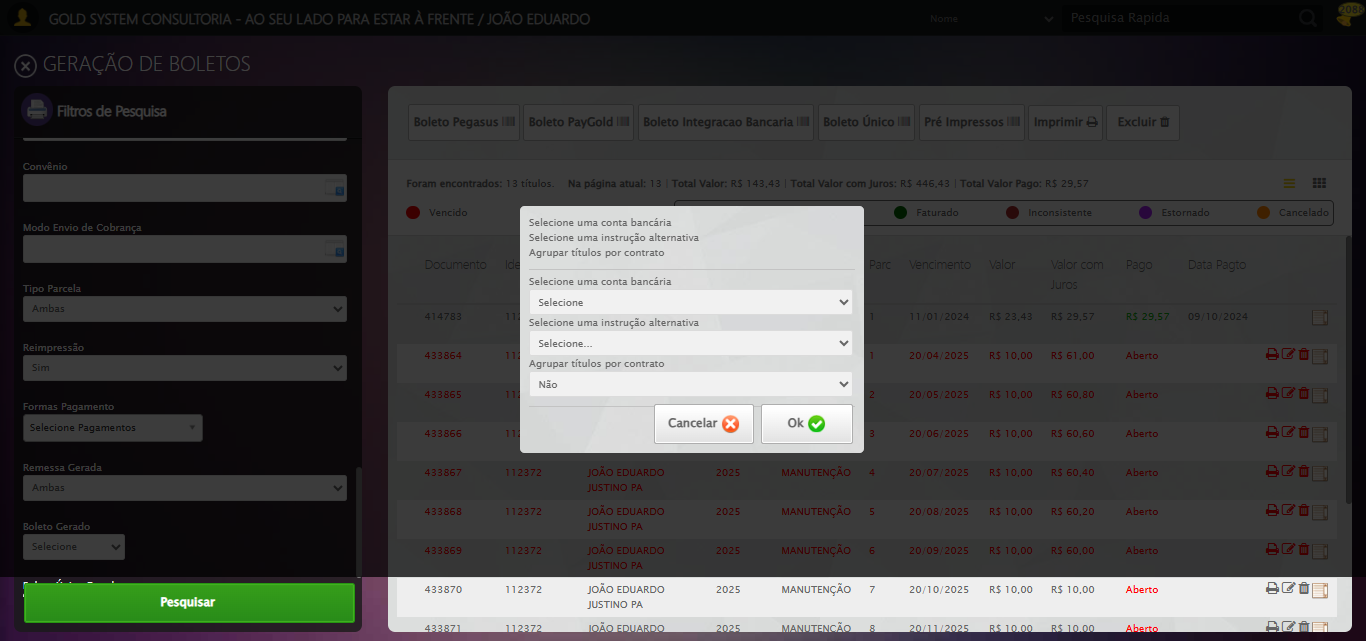 GOLD SYSTEM CONSULTORIA - AO SEU LADO PARA ESTAR À FRENTE / JOÃO EDUARDO
Nome
Pesquisa Rapida
GERAÇÃO DE BOLETOS
Filtros de Pesquisa
Convênio
Modo Envio de Cobrança
Tipo Parcela
Ambas
Reimpressão
Sim
Formas Pagamento
Selecione Pagamentos
Remessa Gerada
Ambas
Boleto Gerado
Selecione
Pesquisar
Boleto Pegasus
Boleto PayGold
Boleto Integracao Bancaria
Boleto Único
Pré Impressos
Imprimir
Excluir
Foram encontrados: 13 títulos. Na página atual: 13 | Total Valor: R$ 143,43 | Total Valor com Juros: R$ 446,43 | Total Valor Pago: R$ 29,57
Vencido
Faturado
Inconsistente
Estornado
Cancelado
Selecione uma conta bancária
Selecione uma instrução alternativa
Agrupar títulos por contrato
Selecione uma conta bancária
Selecione
Selecione uma instrução alternativa
Selecione...
Agrupar títulos por contrato
Não
Cancelar
Ok
Documento Parc Vencimento Valor Valor com Juros Pago Data Pagto
414783 1 11/01/2024 R$ 23,43 R$ 29,57 R$ 29,57 09/10/2024
433864 1 20/04/2025 R$ 10,00 R$ 61,00 Aberto
433865 2 20/05/2025 R$ 10,00 R$ 60,80 Aberto
433866 3 20/06/2025 R$ 10,00 R$ 60,60 Aberto
433867 112372 JOÃO EDUARDO JUSTINO PA 2025 MANUTENÇÃO 4 20/07/2025 R$ 10,00 R$ 60,40 Aberto
433868 112372 JOÃO EDUARDO JUSTINO PA 2025 MANUTENÇÃO 5 20/08/2025 R$ 10,00 R$ 60,20 Aberto
433869 112372 JOÃO EDUARDO JUSTINO PA 2025 MANUTENÇÃO 6 20/09/2025 R$ 10,00 R$ 60,00 Aberto
433870 112372 JOÃO EDUARDO JUSTINO PA 2025 MANUTENÇÃO 7 20/10/2025 R$ 10,00 R$ 10,00 Aberto
433871 112372 JOÃO EDUARDO 2025 MANUTENÇÃO 8 20/11/2025 R$ 10,00 R$ 10,00 Aberto